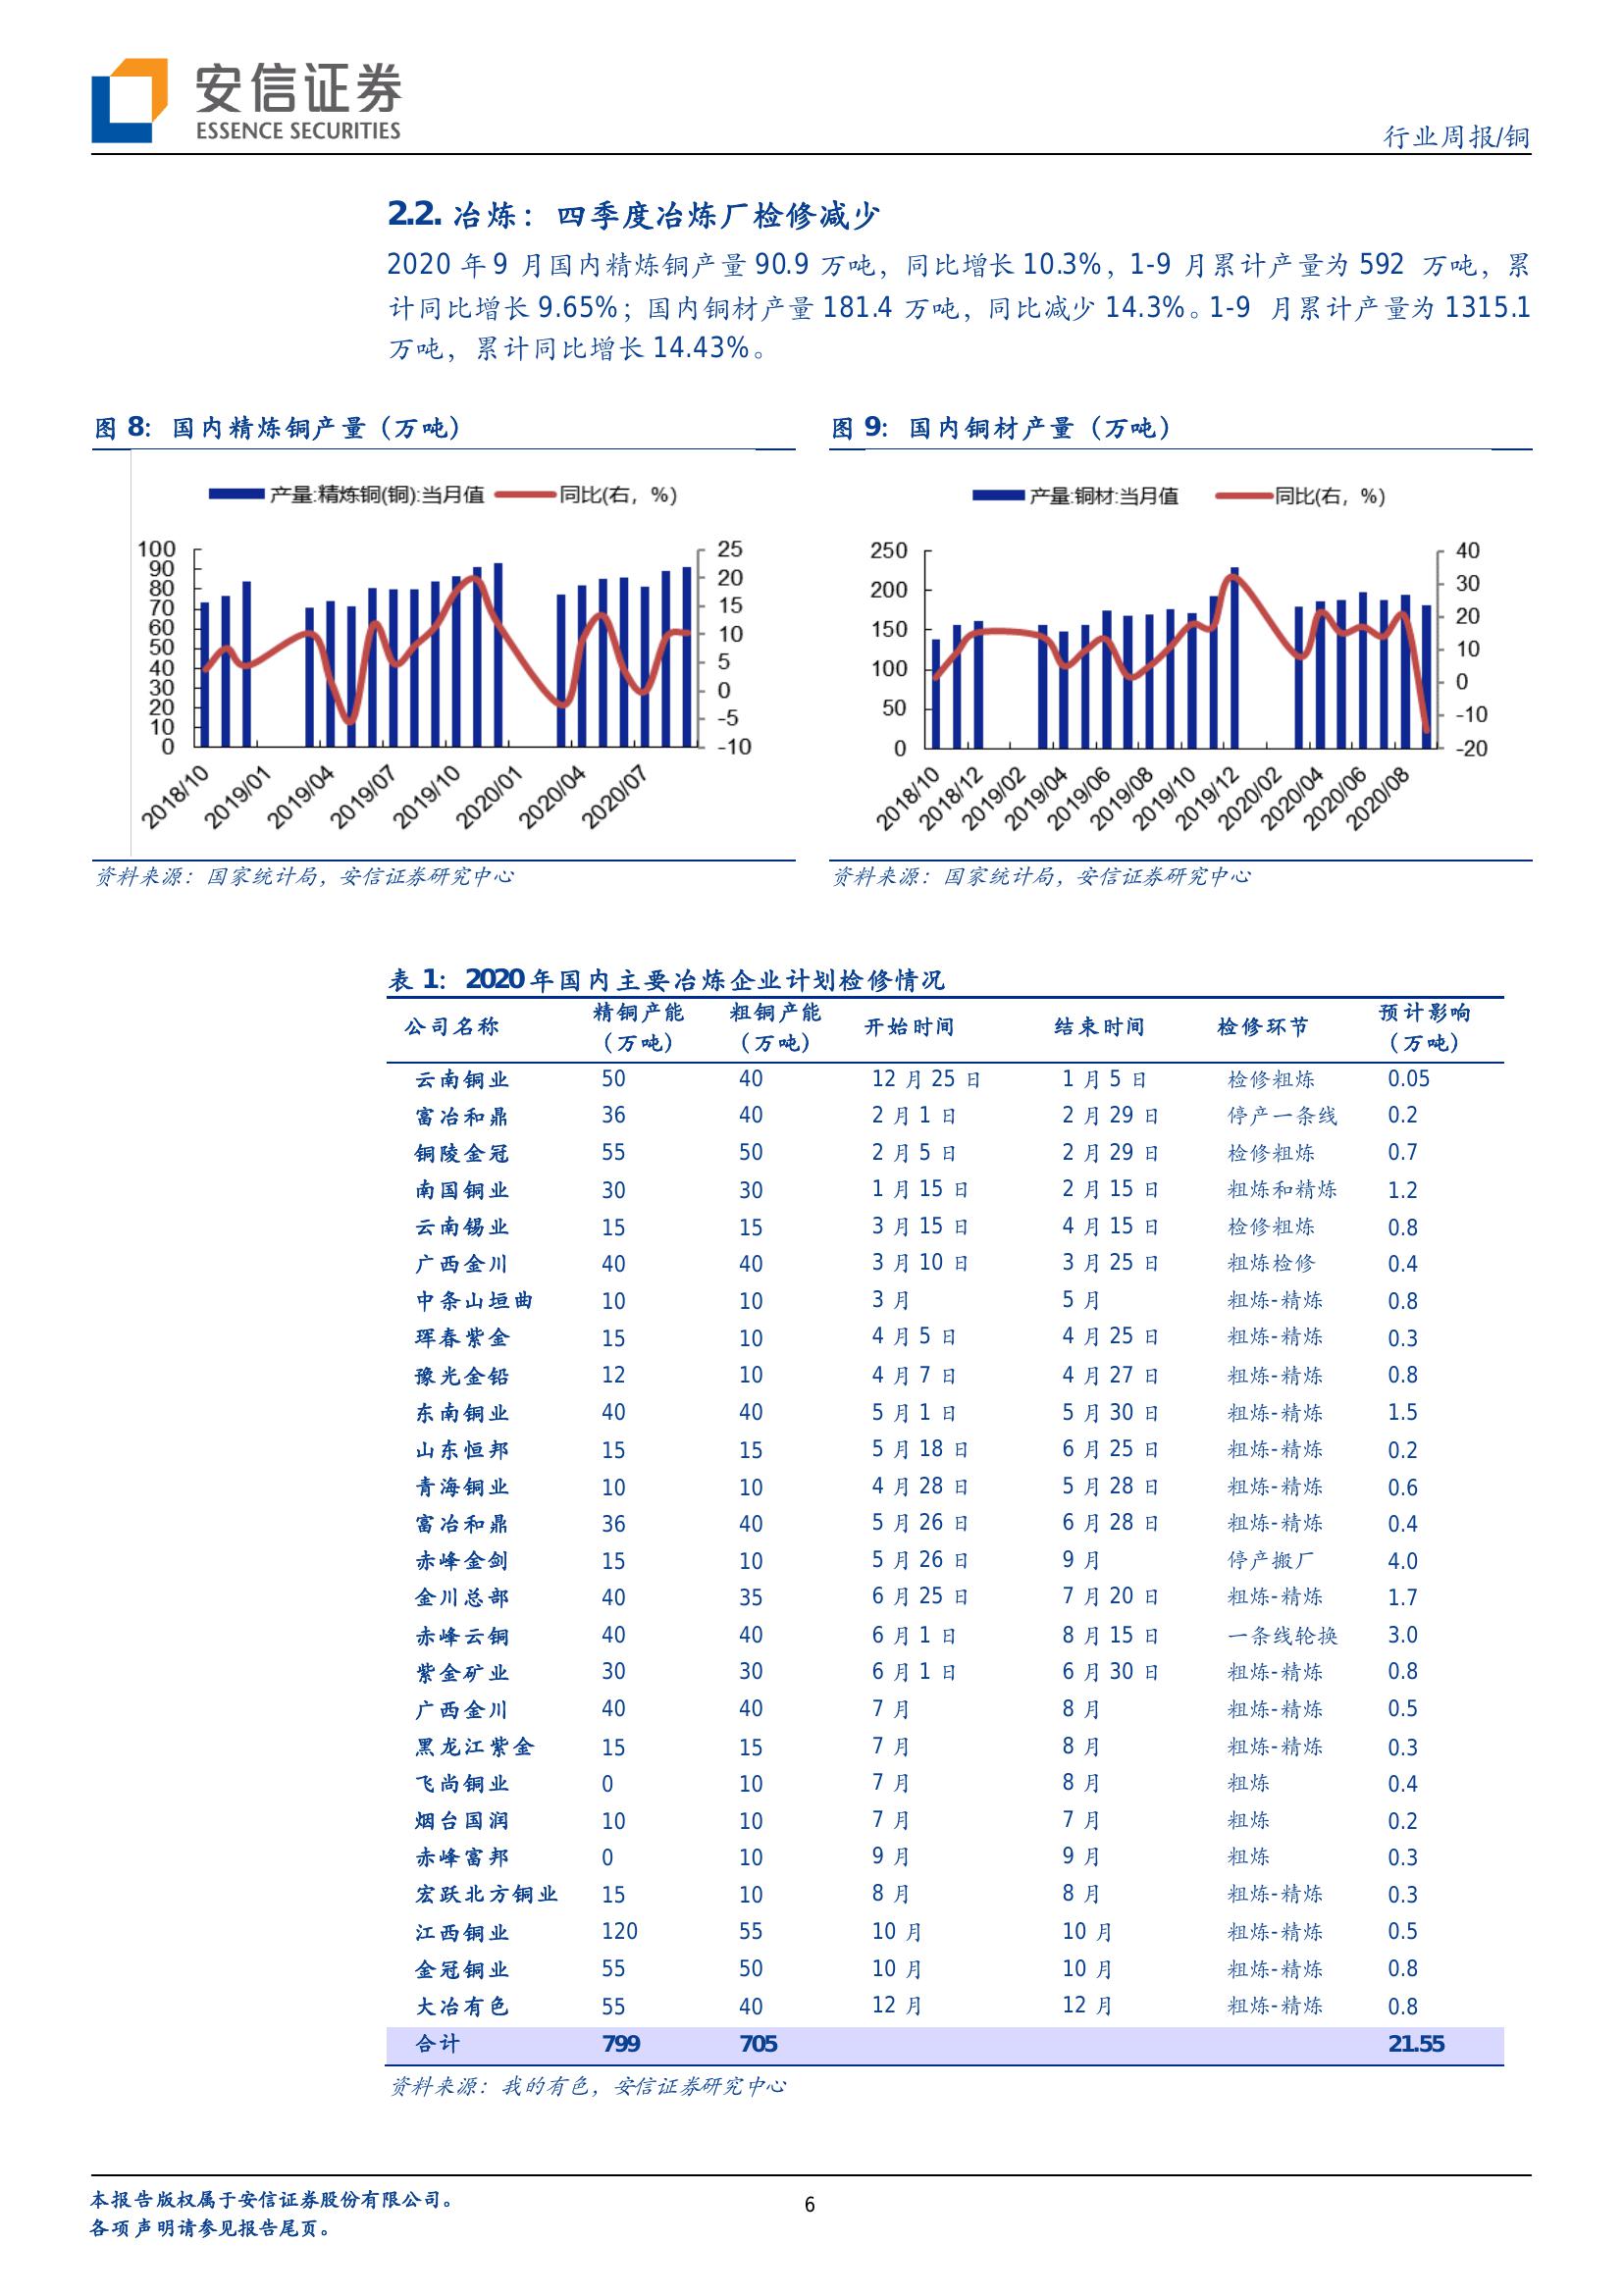 安信证券
ESSENCE SECURITIES
行业周报/铜
2.2. 冶炼：四季度冶炼厂检修减少
2020 年 9 月国内精炼铜产量 90.9 万吨，同比增长 10.3%，1-9 月累计产量为 592 万吨，累
计同比增长 9.65%；国内铜材产量 181.4 万吨，同比减少 14.3%。1-9 月累计产量为 1315.1
万吨，累计同比增长 14.43%。
图 8：国内精炼铜产量（万吨）
产量:精炼铜(铜):当月值 同比(右，%)
100
90
80
70
60
50
40
30
20
10
0
25
20
15
10
5
0
-5
-10
2018/10 2019/01 2019/04 2019/07 2019/10 2020/01 2020/04 2020/07
资料来源：国家统计局，安信证券研究中心
图 9：国内铜材产量（万吨）
产量:铜材:当月值 同比(右，%)
250
200
150
100
50
0
40
30
20
10
0
-10
-20
2018/10 2018/12 2019/02 2019/04 2019/06 2019/08 2019/10 2019/12 2020/02 2020/04 2020/06 2020/08
资料来源：国家统计局，安信证券研究中心
表 1：2020 年国内主要冶炼企业计划检修情况
公司名称 精铜产能（万吨） 粗铜产能（万吨） 开始时间 结束时间 检修环节 预计影响（万吨）
云南铜业 50 40 12 月 25 日 1 月 5 日 检修粗炼 0.05
富冶和鼎 36 40 2 月 1 日 2 月 29 日 停产一条线 0.2
铜陵金冠 55 50 2 月 5 日 2 月 29 日 检修粗炼 0.7
南国铜业 30 30 1 月 15 日 2 月 15 日 粗炼和精炼 1.2
云南锡业 15 15 3 月 15 日 4 月 15 日 检修粗炼 0.8
广西金川 40 40 3 月 10 日 3 月 25 日 粗炼检修 0.4
中条山垣曲 10 10 3 月 5 月 粗炼-精炼 0.8
珲春紫金 15 10 4 月 5 日 4 月 25 日 粗炼-精炼 0.3
豫光金铅 12 10 4 月 7 日 4 月 27 日 粗炼-精炼 0.8
东南铜业 40 40 5 月 1 日 5 月 30 日 粗炼-精炼 1.5
山东恒邦 15 15 5 月 18 日 6 月 25 日 粗炼-精炼 0.2
青海铜业 10 10 4 月 28 日 5 月 28 日 粗炼-精炼 0.6
富冶和鼎 36 40 5 月 26 日 6 月 28 日 粗炼-精炼 0.4
赤峰金剑 15 10 5 月 26 日 9 月 停产搬厂 4.0
金川总部 40 35 6 月 25 日 7 月 20 日 粗炼-精炼 1.7
赤峰云铜 40 40 6 月 1 日 8 月 15 日 一条线轮换 3.0
紫金矿业 30 30 6 月 1 日 6 月 30 日 粗炼-精炼 0.8
广西金川 40 40 7 月 8 月 粗炼-精炼 0.5
黑龙江紫金 15 15 7 月 8 月 粗炼-精炼 0.3
飞尚铜业 0 10 7 月 8 月 粗炼 0.4
烟台国润 10 10 7 月 7 月 粗炼 0.2
赤峰富邦 0 10 9 月 9 月 粗炼 0.3
宏跃北方铜业 15 10 8 月 8 月 粗炼-精炼 0.3
江西铜业 120 55 10 月 10 月 粗炼-精炼 0.5
金冠铜业 55 50 10 月 10 月 粗炼-精炼 0.8
大冶有色 55 40 12 月 12 月 粗炼-精炼 0.8
合计 799 705 21.55
资料来源：我的有色，安信证券研究中心
本报告版权属于安信证券股份有限公司。
各项声明请参见报告尾页。
6